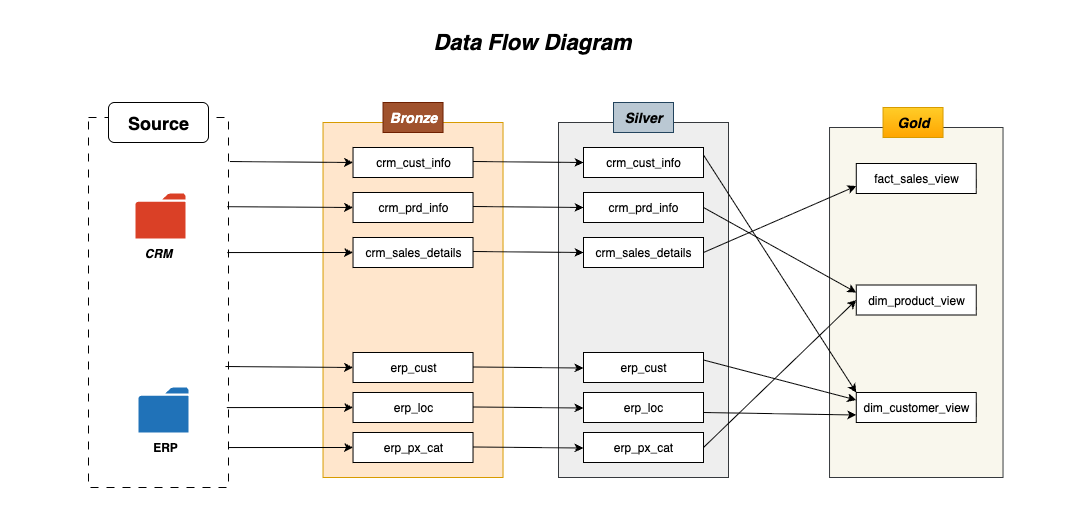 Data Flow Diagram
Source
CRM
ERP
Bronze
crm_cust_info
crm_prd_info
crm_sales_details
erp_cust
erp_loc
erp_px_cat
Silver
crm_cust_info
crm_prd_info
crm_sales_details
erp_cust
erp_loc
erp_px_cat
Gold
fact_sales_view
dim_product_view
dim_customer_view